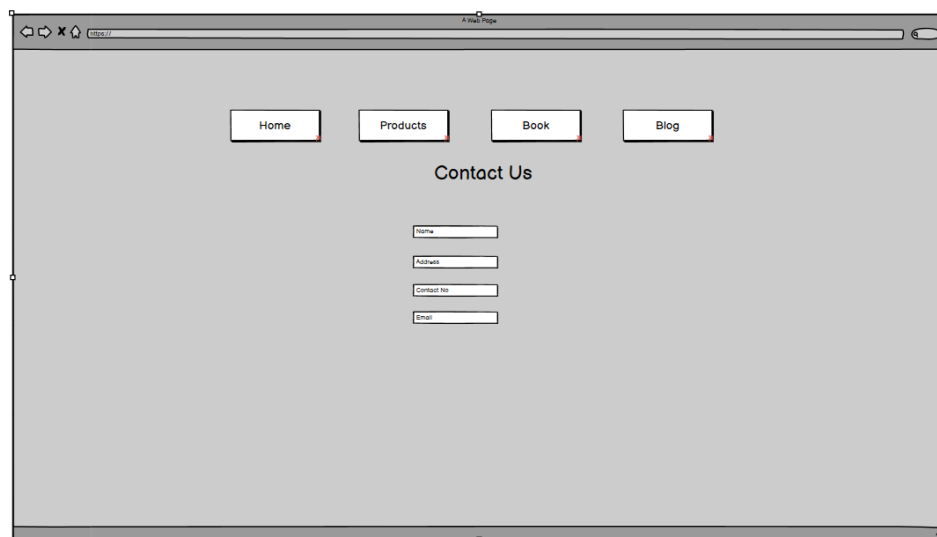 A Web Page
https://
Home Products Book Blog
Contact Us
Name
Address
Contact No
Email